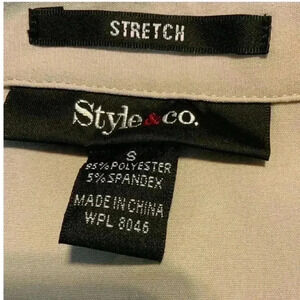 STRETCH
Style&co.
S
95% POLYESTER
5% SPANDEX
MADE IN CHINA
WPL 8046